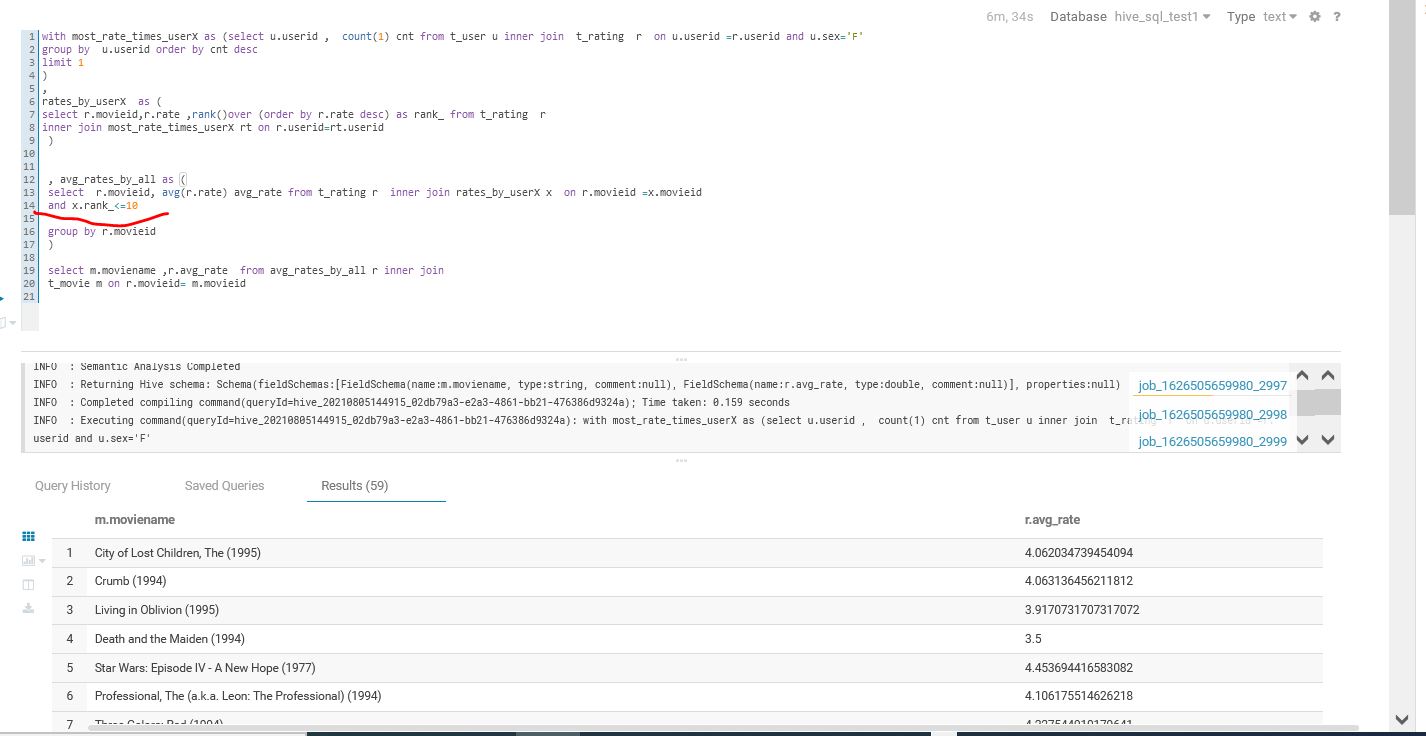 6m, 34s Database hive_sql_test1 Type text ?
1 with most_rate_times_userX as (select u.userid , count(1) cnt from t_user u inner join t_rating r on u.userid =r.userid and u.sex='F'
2 group by u.userid order by cnt desc
3 limit 1
4 )
5 ,
6 rates_by_userX as (
7 select r.movieid,r.rate ,rank()over (order by r.rate desc) as rank_ from t_rating r
8 inner join most_rate_times_userX rt on r.userid=rt.userid
9 )
10
11
12 , avg_rates_by_all as (
13 select r.movieid, avg(r.rate) avg_rate from t_rating r inner join rates_by_userX x on r.movieid =x.movieid
14 and x.rank_<=10
15
16 group by r.movieid
17 )
18
19 select m.moviename ,r.avg_rate from avg_rates_by_all r inner join
20 t_movie m on r.movieid= m.movieid
21
INFO : Semantic Analysis Completed
INFO : Returning Hive schema: Schema(fieldSchemas:[FieldSchema(name:m.moviename, type:string, comment:null), FieldSchema(name:r.avg_rate, type:double, comment:null)], properties:null)
INFO : Completed compiling command(queryId=hive_20210805144915_02db79a3-e2a3-4861-bb21-476386d9324a); Time taken: 0.159 seconds
INFO : Executing command(queryId=hive_20210805144915_02db79a3-e2a3-4861-bb21-476386d9324a): with most_rate_times_userX as (select u.userid , count(1) cnt from t_user u inner join
userid and u.sex='F'
job_1626505659980_2997
job_1626505659980_2998
job_1626505659980_2999
Query History Saved Queries Results (59)
m.moviename r.avg_rate
1 City of Lost Children, The (1995) 4.062034739454094
2 Crumb (1994) 4.063136456211812
3 Living in Oblivion (1995) 3.9170731707317072
4 Death and the Maiden (1994) 3.5
5 Star Wars: Episode IV - A New Hope (1977) 4.453694416583082
6 Professional, The (a.k.a. Leon: The Professional) (1994) 4.106175514626218
7